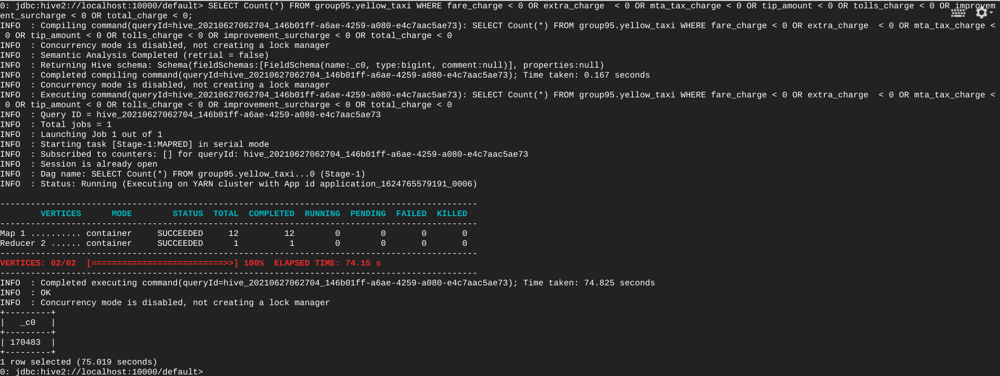 0: jdbc:hive2://localhost:10000/default> SELECT Count(*) FROM group95.yellow_taxi WHERE fare_charge < 0 OR extra_charge  < 0 OR mta_tax_charge < 0 OR tip_amount < 0 OR tolls_charge < 0 OR improvem
ent_surcharge < 0 OR total_charge < 0;
INFO  : Compiling command(queryId=hive_20210627062704_146b01ff-a6ae-4259-a080-e4c7aac5ae73): SELECT Count(*) FROM group95.yellow_taxi WHERE fare_charge < 0 OR extra_charge  < 0 OR mta_tax_charge <
 0 OR tip_amount < 0 OR tolls_charge < 0 OR improvement_surcharge < 0 OR total_charge < 0
INFO  : Concurrency mode is disabled, not creating a lock manager
INFO  : Semantic Analysis Completed (retrial = false)
INFO  : Returning Hive schema: Schema(fieldSchemas:[FieldSchema(name:_c0, type:bigint, comment:null)], properties:null)
INFO  : Completed compiling command(queryId=hive_20210627062704_146b01ff-a6ae-4259-a080-e4c7aac5ae73); Time taken: 0.167 seconds
INFO  : Concurrency mode is disabled, not creating a lock manager
INFO  : Executing command(queryId=hive_20210627062704_146b01ff-a6ae-4259-a080-e4c7aac5ae73): SELECT Count(*) FROM group95.yellow_taxi WHERE fare_charge < 0 OR extra_charge  < 0 OR mta_tax_charge <
 0 OR tip_amount < 0 OR tolls_charge < 0 OR improvement_surcharge < 0 OR total_charge < 0
INFO  : Query ID = hive_20210627062704_146b01ff-a6ae-4259-a080-e4c7aac5ae73
INFO  : Total jobs = 1
INFO  : Launching Job 1 out of 1
INFO  : Starting task [Stage-1:MAPRED] in serial mode
INFO  : Subscribed to counters: [] for queryId: hive_20210627062704_146b01ff-a6ae-4259-a080-e4c7aac5ae73
INFO  : Session is already open
INFO  : Dag name: SELECT Count(*) FROM group95.yellow_taxi...0 (Stage-1)
INFO  : Status: Running (Executing on YARN cluster with App id application_1624765579191_0006)

----------------------------------------------------------------------------------------------
        VERTICES      MODE        STATUS  TOTAL  COMPLETED  RUNNING  PENDING  FAILED  KILLED
----------------------------------------------------------------------------------------------
Map 1 .......... container     SUCCEEDED     12         12        0        0       0       0
Reducer 2 ...... container     SUCCEEDED      1          1        0        0       0       0
----------------------------------------------------------------------------------------------
VERTICES: 02/02  [==========================>>] 100%  ELAPSED TIME: 74.15 s
----------------------------------------------------------------------------------------------
INFO  : Completed executing command(queryId=hive_20210627062704_146b01ff-a6ae-4259-a080-e4c7aac5ae73); Time taken: 74.825 seconds
INFO  : OK
INFO  : Concurrency mode is disabled, not creating a lock manager
+---------+
|   _c0   |
+---------+
| 170483  |
+---------+
1 row selected (75.019 seconds)
0: jdbc:hive2://localhost:10000/default>